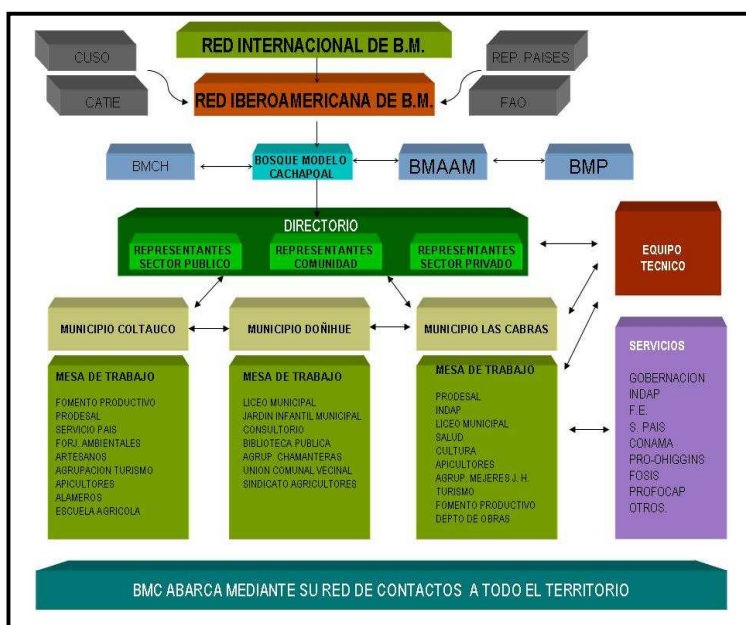 RED INTERNACIONAL DE B.M.
CUSO
REP. PAISES
CATIE
RED IBEROAMERICANA DE B.M.
FAO
BMCH
BOSQUE MODELO
CACHAPOAL
BMAAM
BMP
DIRECTORIO
REPRESENTANTES
SECTOR PUBLICO
REPRESENTANTES
COMUNIDAD
REPRESENTANTES
SECTOR PRIVADO
EQUIPO
TECNICO
MUNICIPIO COLTAUCO
MUNICIPIO DOÑIHUE
MUNICIPIO LAS CABRAS
MESA DE TRABAJO
FOMENTO PRODUCTIVO
PRODESAL
SERVICIO PAIS
FORJ. AMBIENTALES
ARTESANOS
AGRUPACION TURISMO
APICULTORES
ALAMEROS
ESCUELA AGRICOLA
MESA DE TRABAJO
LICEO MUNICIPAL
JARDIN INFANTIL MUNICIPAL
CONSULTORIO
BIBLIOTECA PUBLICA
AGRUP. CHAMANTERAS
UNION COMUNAL VECINAL
SINDICATO AGRICULTORES
MESA DE TRABAJO
PRODESAL
INDAP
LICEO MUNICIPAL
SALUD
CULTURA
APICULTORES
AGRUP. MEJERES J. H.
TURISMO
FOMENTO PRODUCTIVO
DEPTO DE OBRAS
SERVICIOS
GOBERNACION
INDAP
F.E.
S. PAIS
CONAMA
PRO-OHIGGINS
FOSIS
PROFOCAP
OTROS.
BMC ABARCA MEDIANTE SU RED DE CONTACTOS A TODO EL TERRITORIO